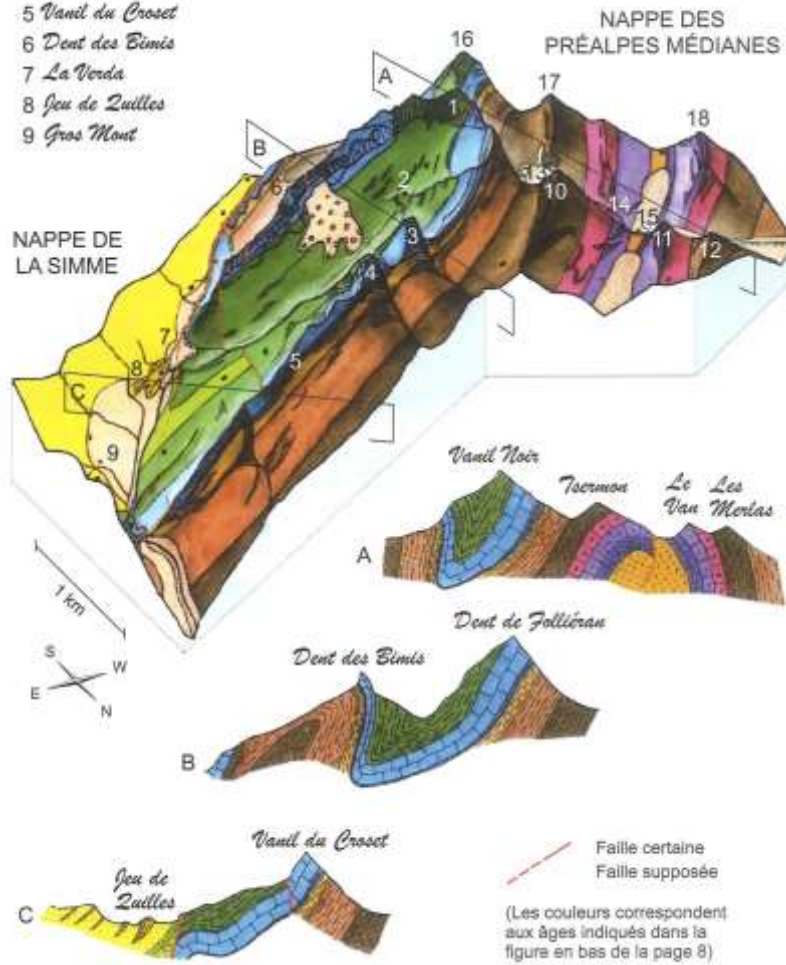 5 Vanil du Croset
6 Dent des Bimis
7 La Verda
8 Jeu de Quilles
9 Gros Mont
NAPPE DES
PRÉALPES MÉDIANES
16
A
17
1
18
B
6
2
10
14
15
11
12
3
NAPPE DE
LA SIMME
4
7
8
5
C
9
1 km
S
W
E
N
Vanil Noir
Tsermon
Le
Van
Les
Merlas
A
Dent de Folliéran
Dent des Bimis
B
Vanil du Croset
Jeu de
Quilles
C
Faille certaine
Faille supposée
(Les couleurs correspondent
aux âges indiqués dans la
figure en bas de la page 8)